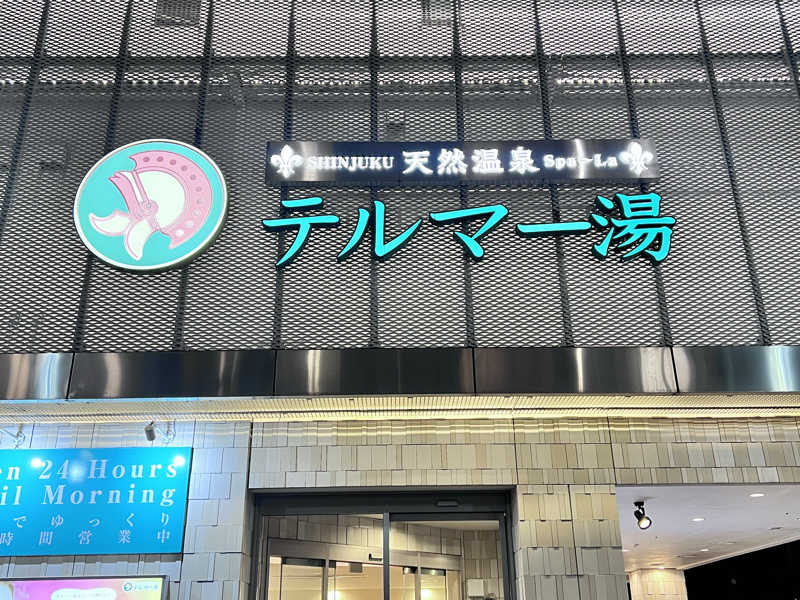 SHINJUKU 天然温泉 Spa~La
テルマー湯
en 24 Hours
il Morning
でゆっくり
時間営業中